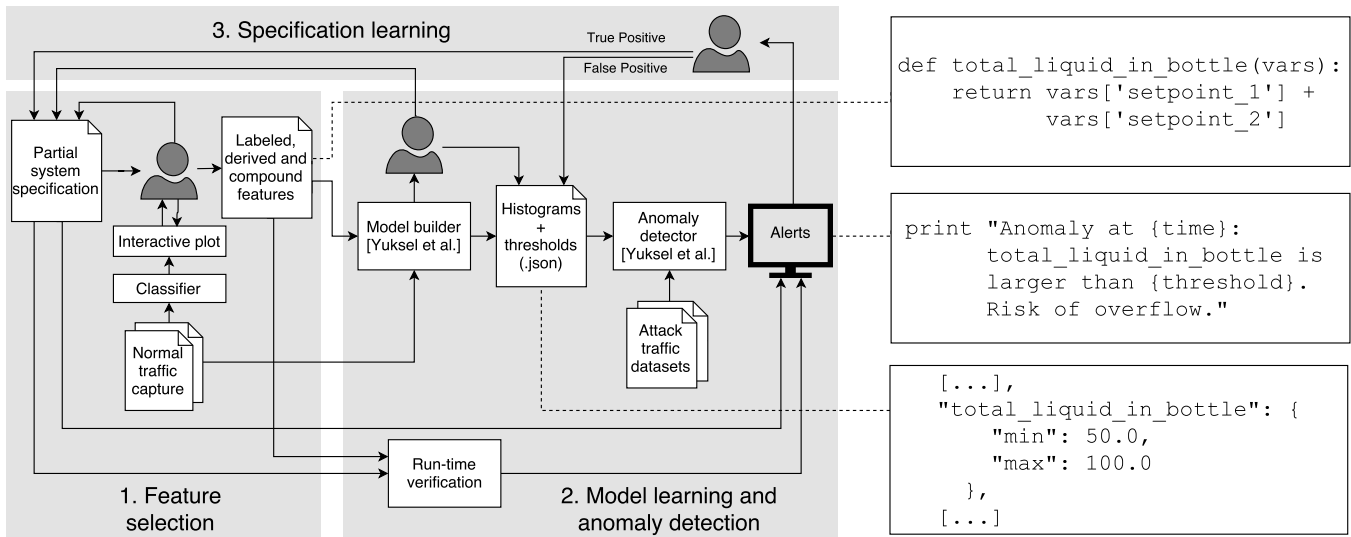 3. Specification learning
True Positive
False Positive
Partial
system
specification
Labeled,
derived and
compound
features
Interactive plot
Classifier
Normal
traffic
capture
1. Feature
selection
Model builder
[Yuksel et al.]
Histograms
+
thresholds
(.json)
Anomaly
detector
[Yuksel et al.]
Alerts
Attack
traffic
datasets
Run-time
verification
2. Model learning and
anomaly detection
def total_liquid_in_bottle(vars):
return vars['setpoint_1'] +
vars['setpoint_2']
print "Anomaly at {time}:
total_liquid_in_bottle is
larger than {threshold}.
Risk of overflow."
[...],
"total_liquid_in_bottle": {
"min": 50.0,
"max": 100.0
},
[...]